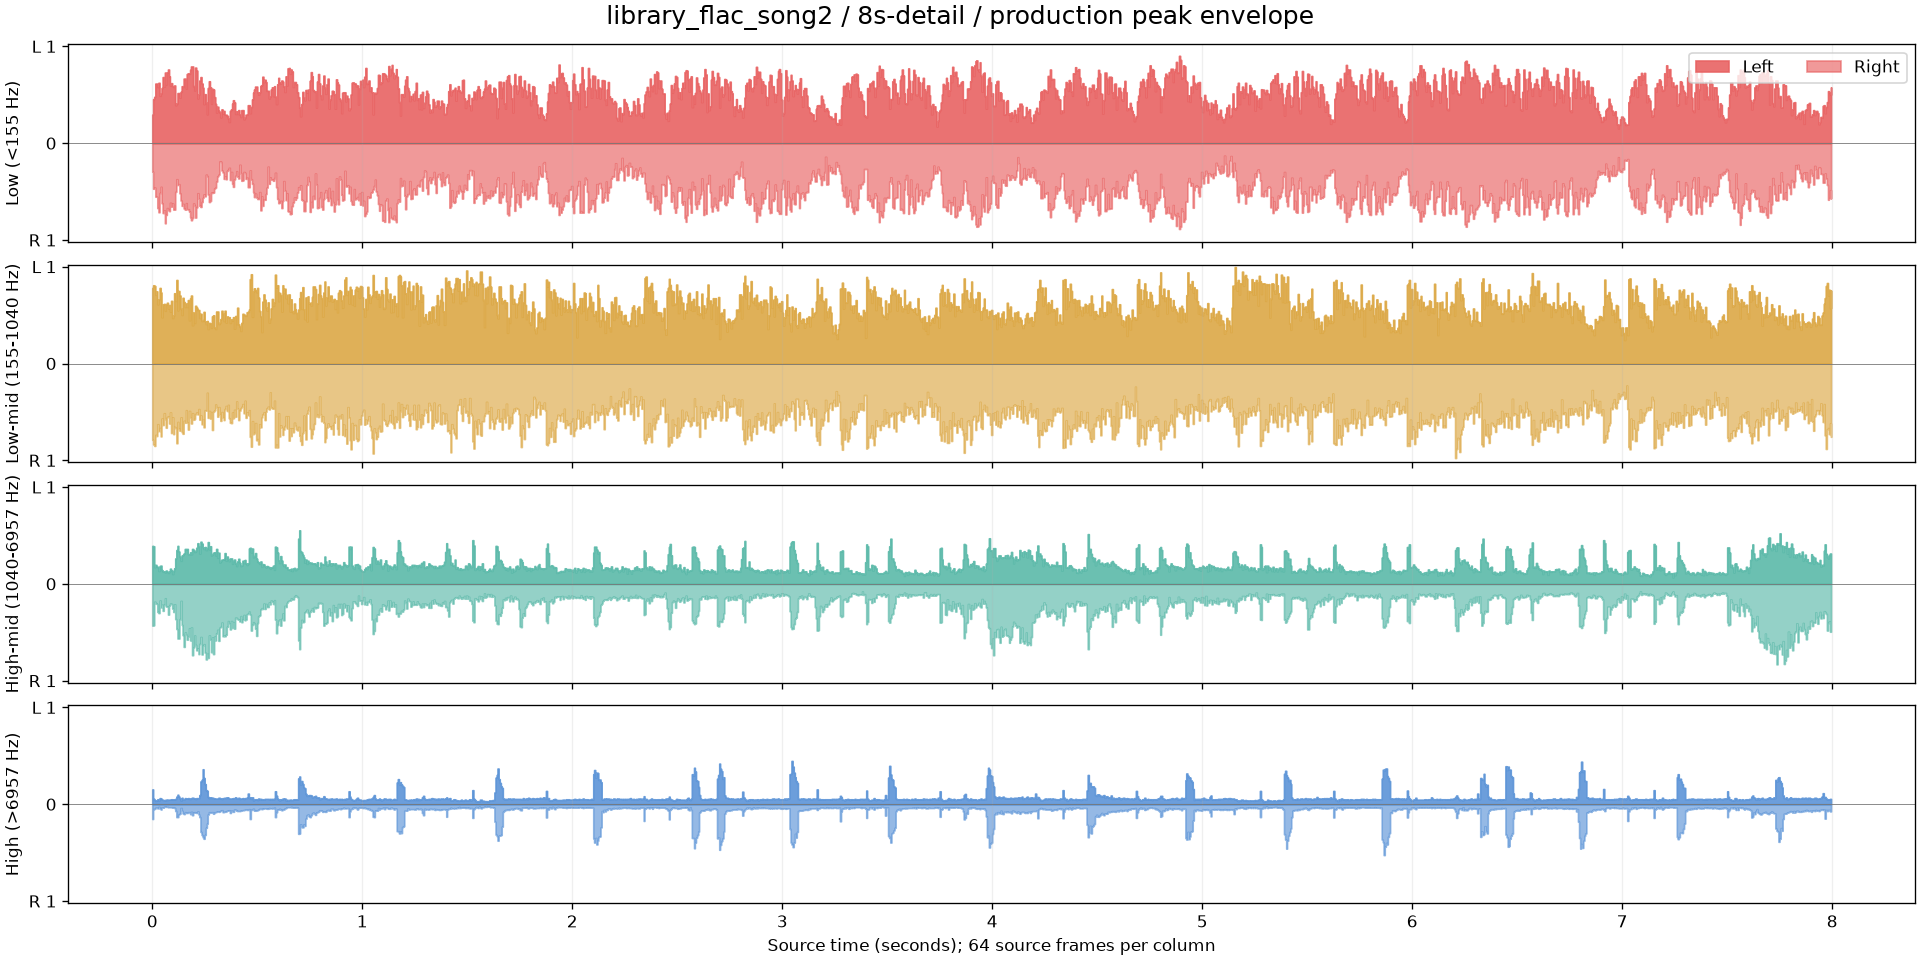 library_flac_song2 / 8s-detail / production peak envelope
Low (<155 Hz)
L 1
0
R 1
Left
Right
Low-mid (155-1040 Hz)
L 1
0
R 1
High-mid (1040-6957 Hz)
L 1
0
R 1
High (>6957 Hz)
L 1
0
R 1
0 1 2 3 4 5 6 7 8
Source time (seconds); 64 source frames per column